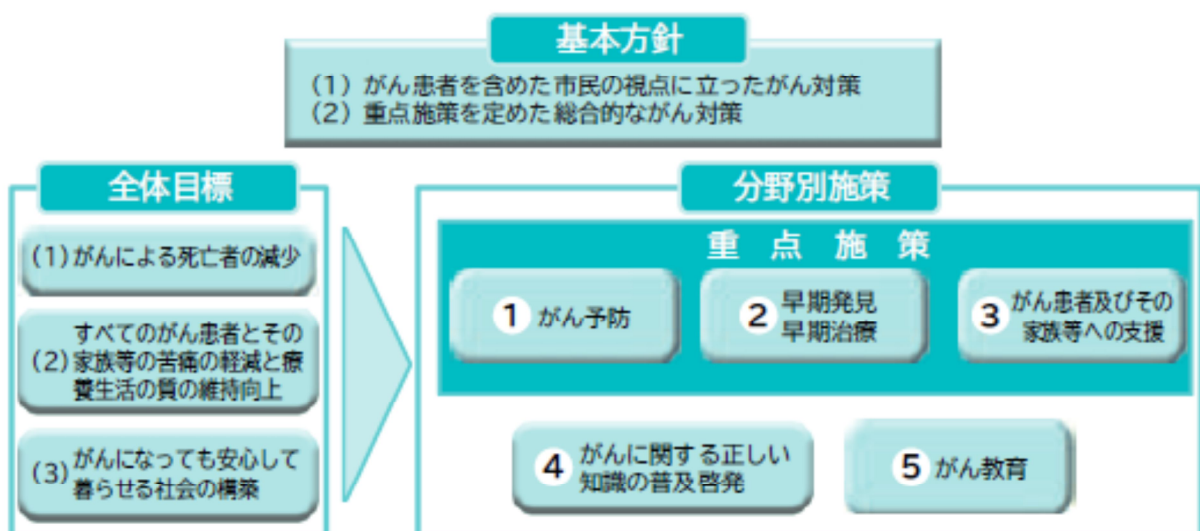 基本方針
(1) がん患者を含めた市民の視点に立ったがん対策
(2) 重点施策を定めた総合的ながん対策
全体目標
(1) がんによる死亡者の減少
すべてのがん患者とその
(2) 家族等の苦痛の軽減と療
養生活の質の維持向上
(3) がんになっても安心して
暮らせる社会の構築
分野別施策
重点施策
1 がん予防
2 早期発見
早期治療
3 がん患者及びその
家族等への支援
4 がんに関する正しい
知識の普及啓発
5 がん教育